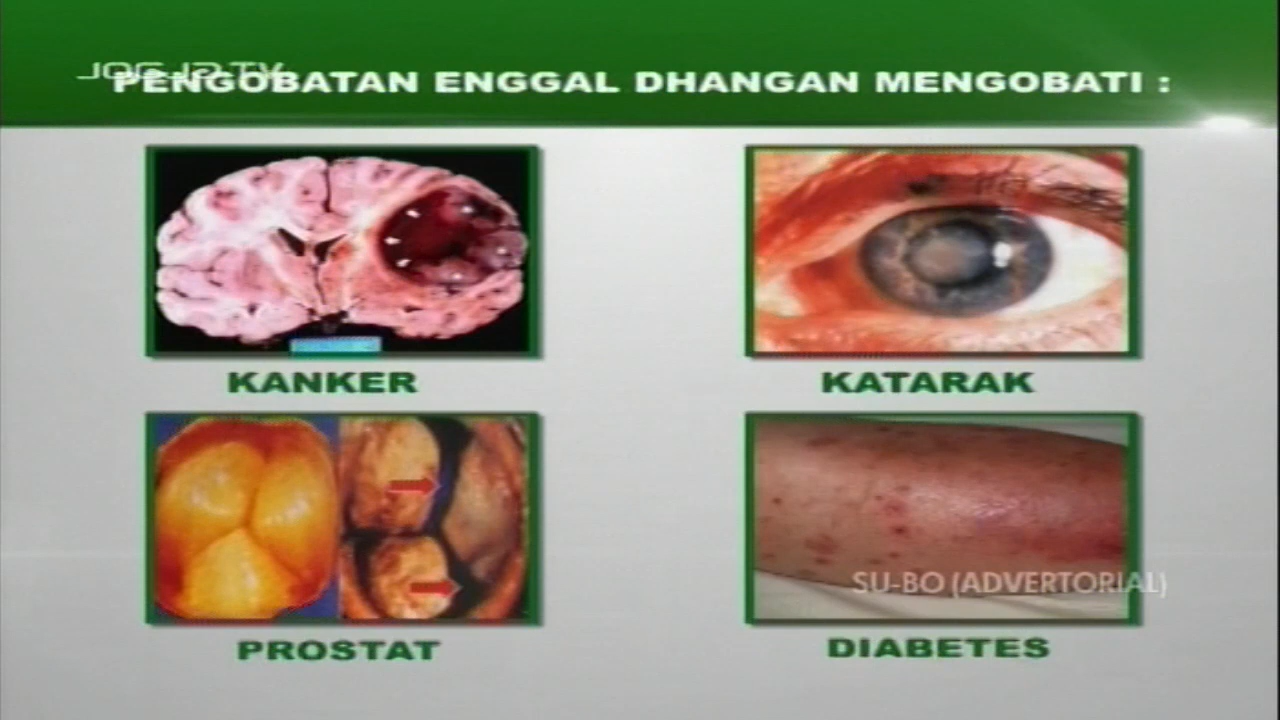 JOGJA TV
PENGOBATAN ENGGAL DHANGAN MENGOBATI :
KANKER
KATARAK
SU-BO (ADVERTORIAL)
PROSTAT
DIABETES